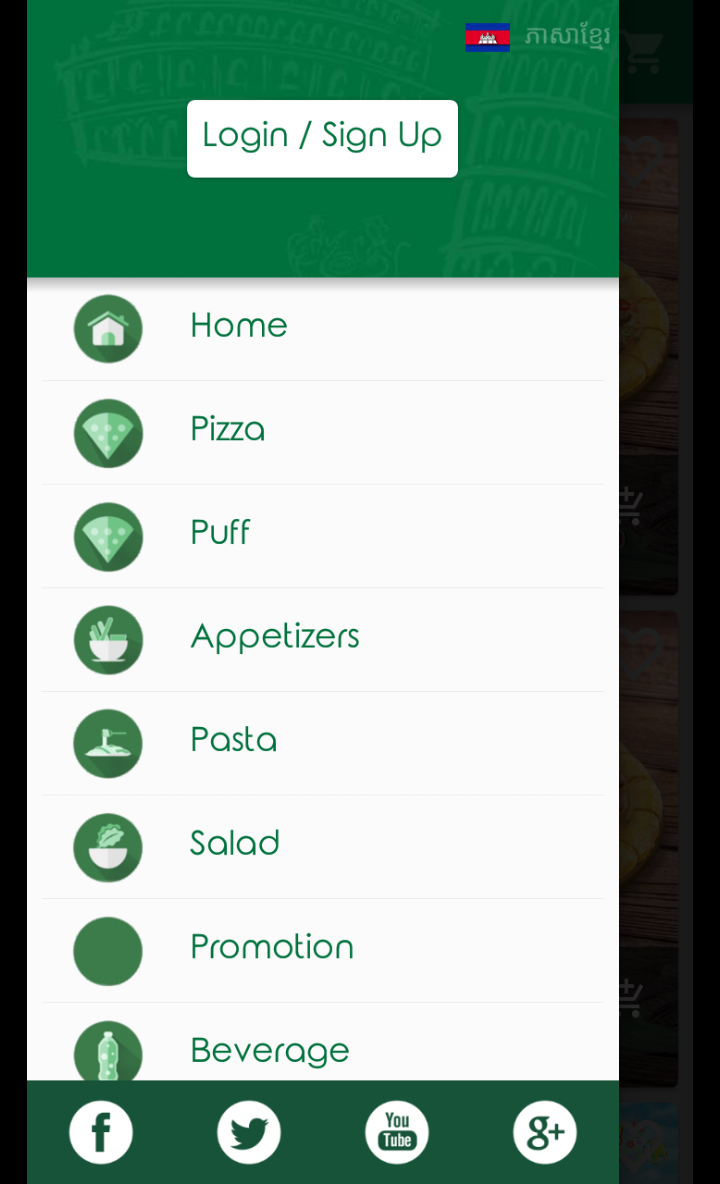 ភាសាខ្មែរ
Login / Sign Up
Home
Pizza
Puff
Appetizers
Pasta
Salad
Promotion
Beverage
f
You
Tube
g+